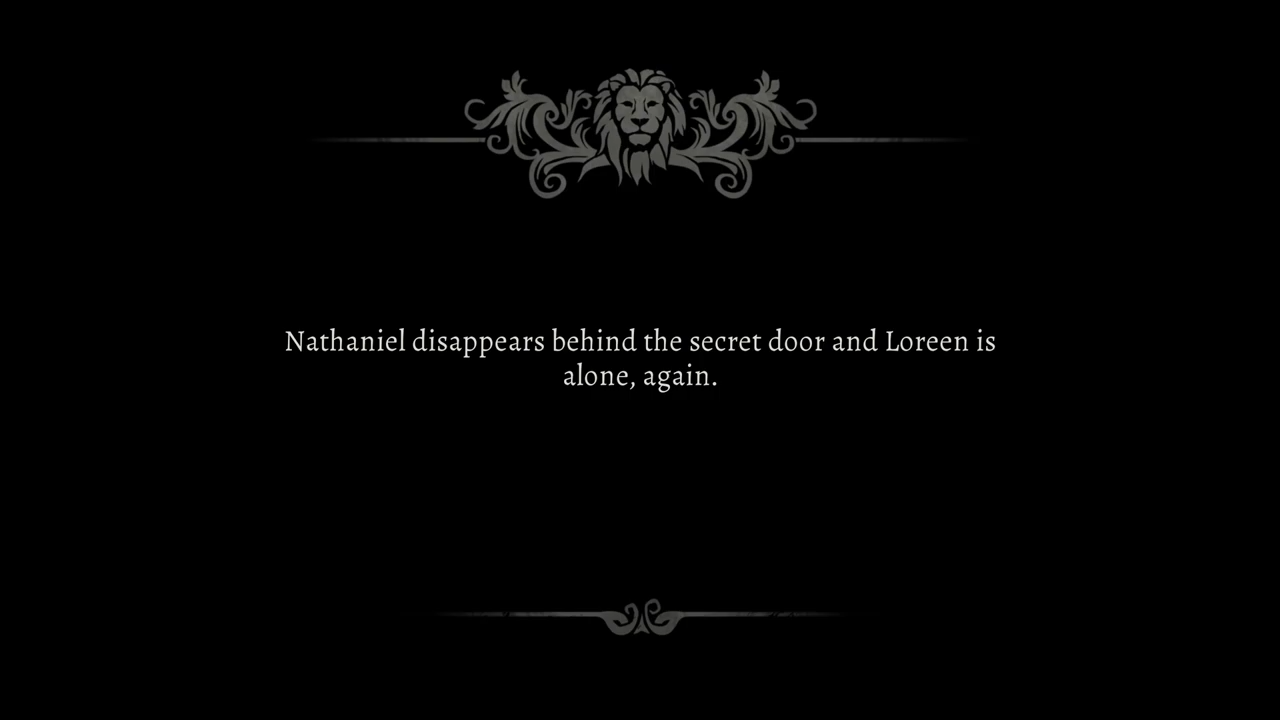 Nathaniel disappears behind the secret door and Loreen is
alone, again.